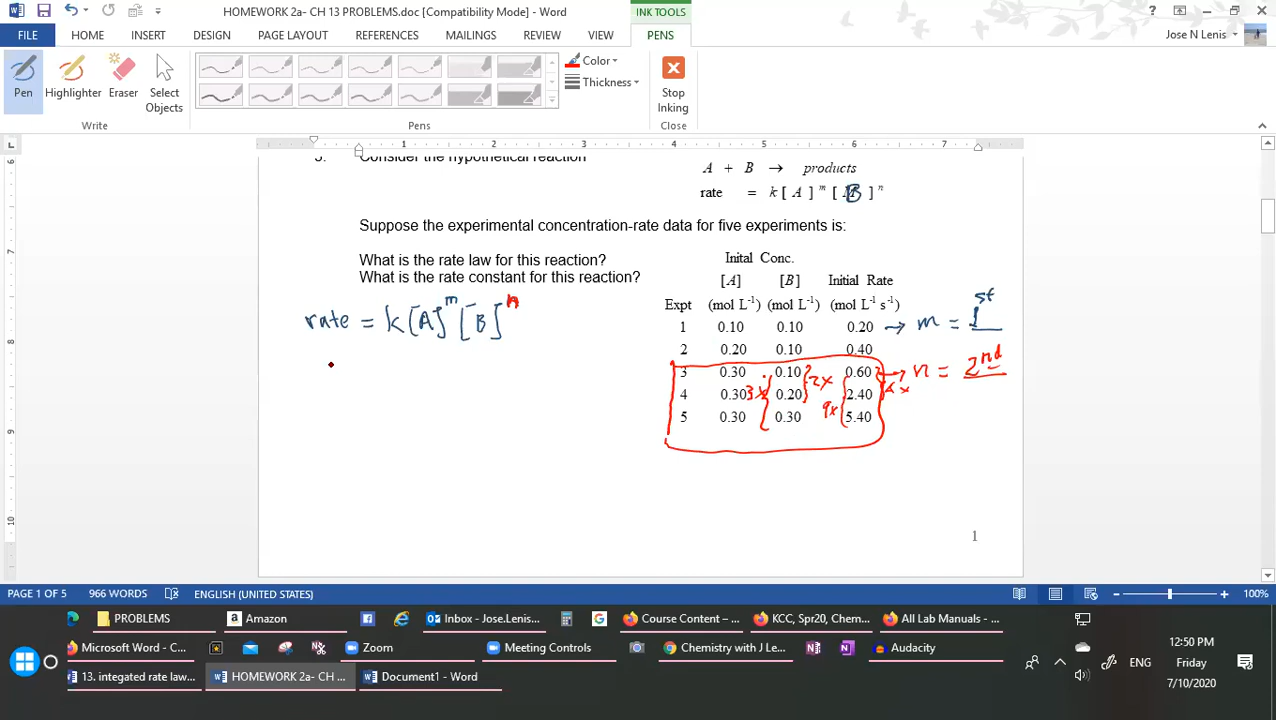 HOMEWORK 2a- CH 13 PROBLEMS.doc [Compatibility Mode] - Word
INK TOOLS
FILE HOME INSERT DESIGN PAGE LAYOUT REFERENCES MAILINGS REVIEW VIEW PENS
Jose N Lenis
Pen Highlighter Eraser Select Objects
Color
Thickness
Stop Inking
Write Pens Close
3. Consider the hypothetical reaction
A + B → products
rate = k [ A ] m [ B ] n
Suppose the experimental concentration-rate data for five experiments is:
What is the rate law for this reaction?
What is the rate constant for this reaction?
Inital Conc.
[A] [B] Initial Rate
Expt (mol L-1) (mol L-1) (mol L-1 s-1)
1 0.10 0.10 0.20 → m = 1st
2 0.20 0.10 0.40
3 0.30 0.10 0.60 → n = 2nd
4 0.30 3x 0.20 2x 2.40 4x
5 0.30 0.30 9x 5.40
rate = k[A]m [B]n
1
PAGE 1 OF 5 966 WORDS ENGLISH (UNITED STATES) 100%
PROBLEMS Amazon Inbox - Jose.Lenis... Course Content – ... KCC, Spr20, Chem... All Lab Manuals - ...
Microsoft Word - C... Zoom Meeting Controls Chemistry with J Le... Audacity
13. integated rate law... HOMEWORK 2a- CH ... Document1 - Word
ENG
12:50 PM
Friday
7/10/2020